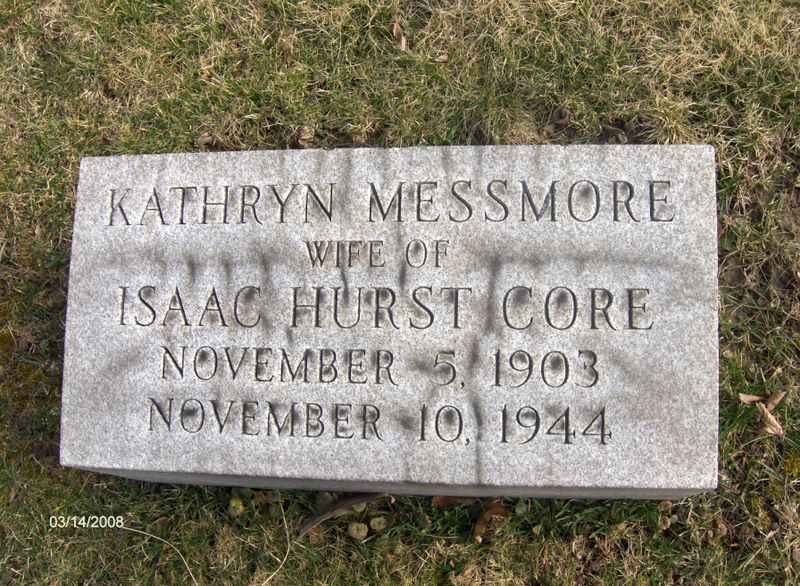 KATHRYN MESSMORE
WIFE OF
ISAAC HURST CORE
NOVEMBER 5, 1903
NOVEMBER 10, 1944
03/14/2008